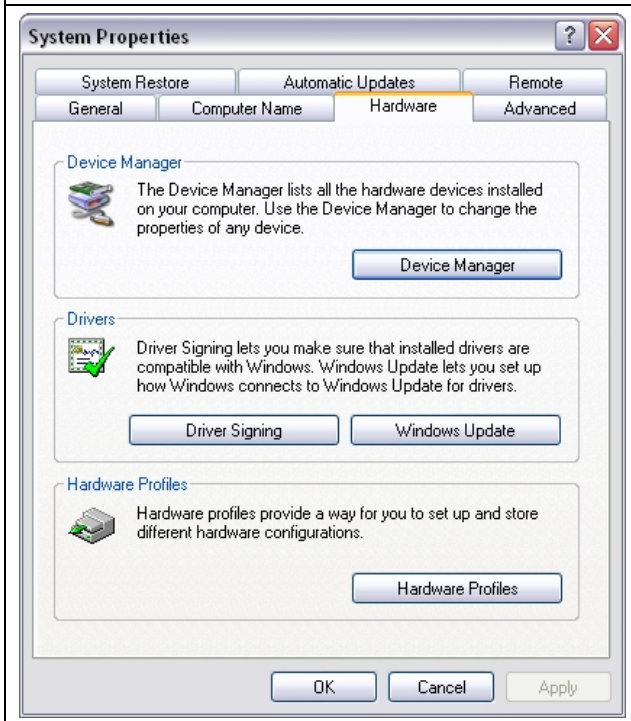 System Properties
System Restore Automatic Updates Remote
General Computer Name Hardware Advanced
Device Manager
The Device Manager lists all the hardware devices installed
on your computer. Use the Device Manager to change the
properties of any device.
Device Manager
Drivers
Driver Signing lets you make sure that installed drivers are
compatible with Windows. Windows Update lets you set up
how Windows connects to Windows Update for drivers.
Driver Signing Windows Update
Hardware Profiles
Hardware profiles provide a way for you to set up and store
different hardware configurations.
Hardware Profiles
OK Cancel Apply